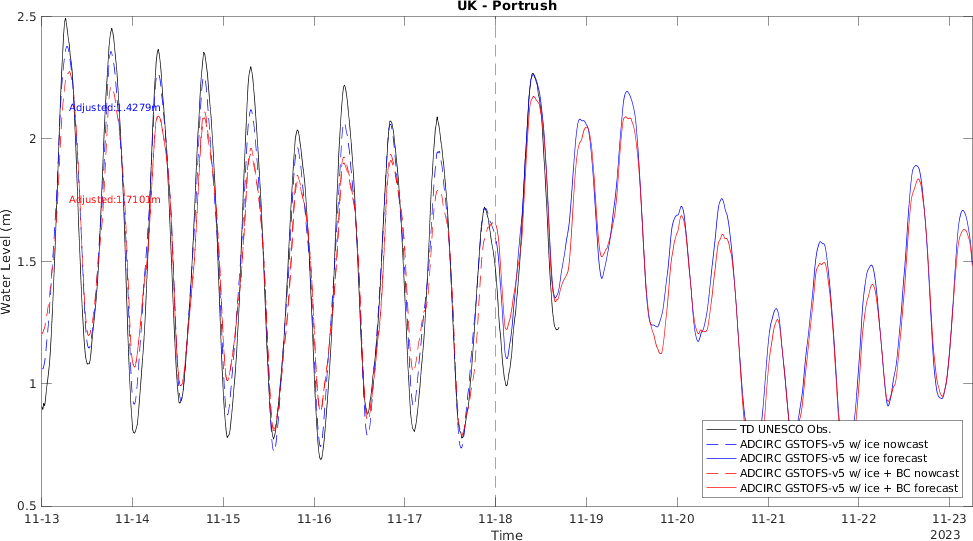 UK - Portrush
2.5
2
1.5
1
0.5
Water Level (m)
Adjusted:1.4279m
Adjusted:1.7101m
TD UNESCO Obs.
ADCIRC GSTOFS-v5 w/ ice nowcast
ADCIRC GSTOFS-v5 w/ ice forecast
ADCIRC GSTOFS-v5 w/ ice + BC nowcast
ADCIRC GSTOFS-v5 w/ ice + BC forecast
11-13 11-14 11-15 11-16 11-17 11-18 11-19 11-20 11-21 11-22 11-23
2023
Time